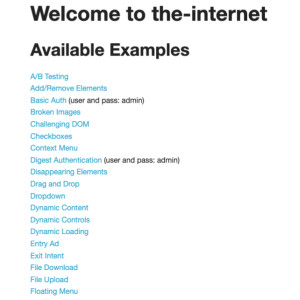 Welcome to the-internet
Available Examples
A/B Testing
Add/Remove Elements
Basic Auth (user and pass: admin)
Broken Images
Challenging DOM
Checkboxes
Context Menu
Digest Authentication (user and pass: admin)
Disappearing Elements
Drag and Drop
Dropdown
Dynamic Content
Dynamic Controls
Dynamic Loading
Entry Ad
Exit Intent
File Download
File Upload
Floating Menu